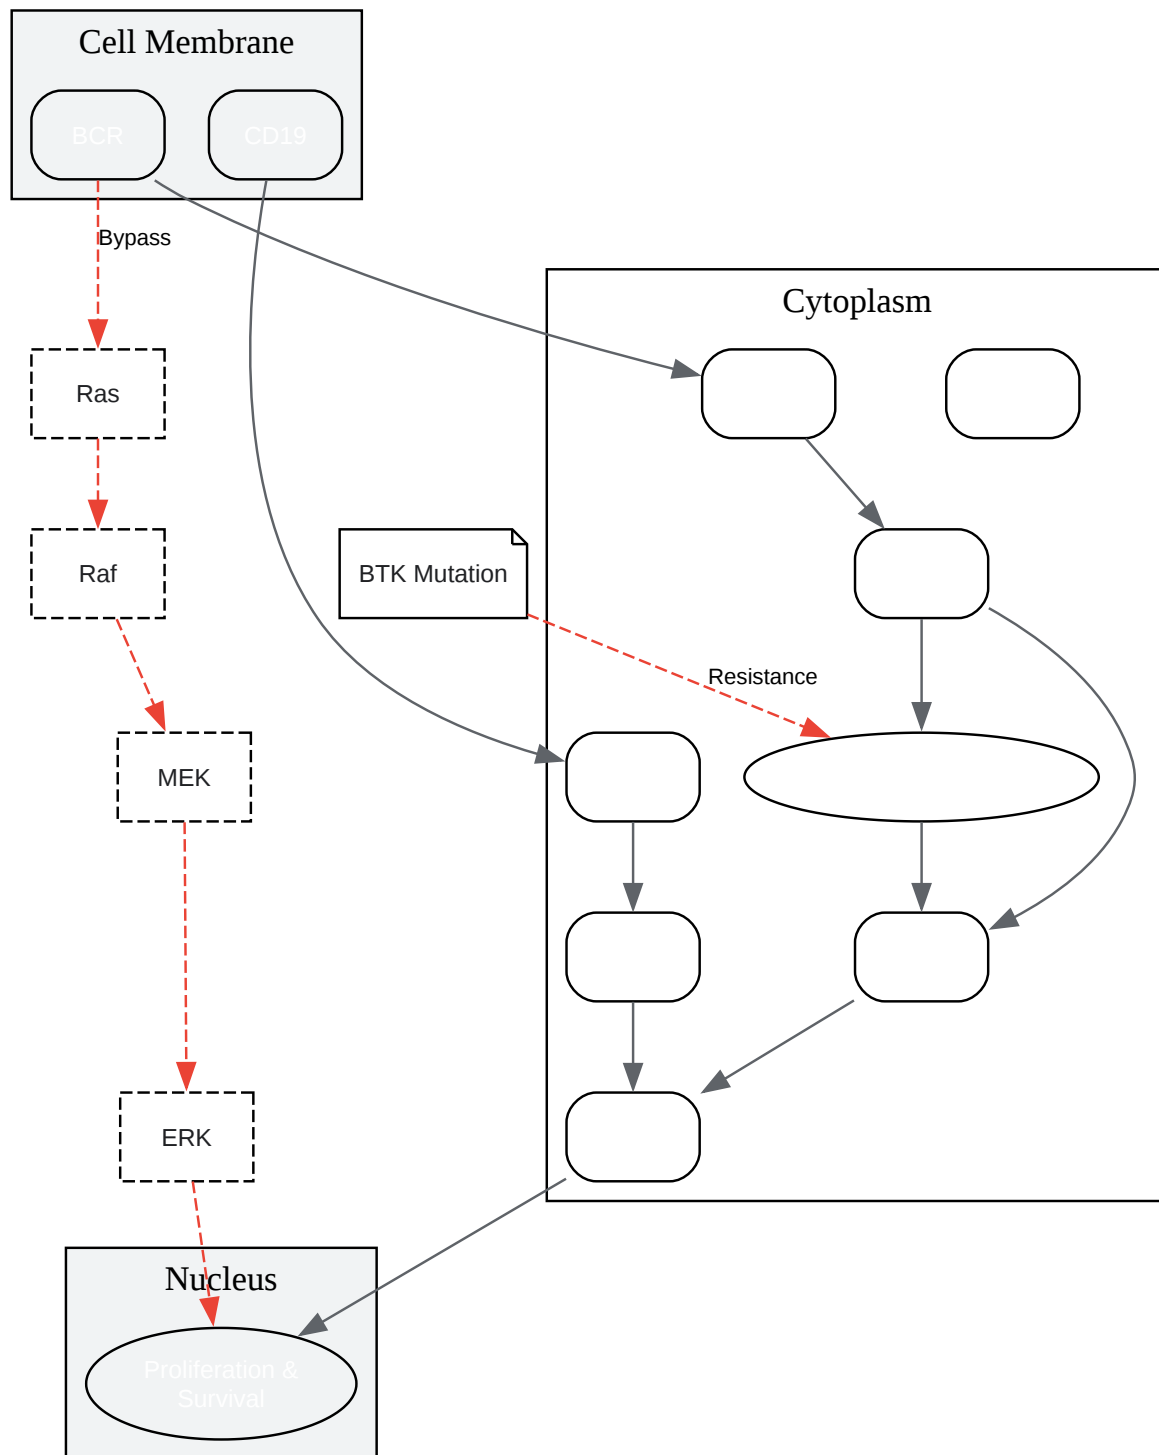 Cell Membrane
BCR
CD19
Bypass
Cytoplasm
Ras
Raf
BTK Mutation
Resistance
MEK
ERK
Nucleus
Proliferation &
Survival